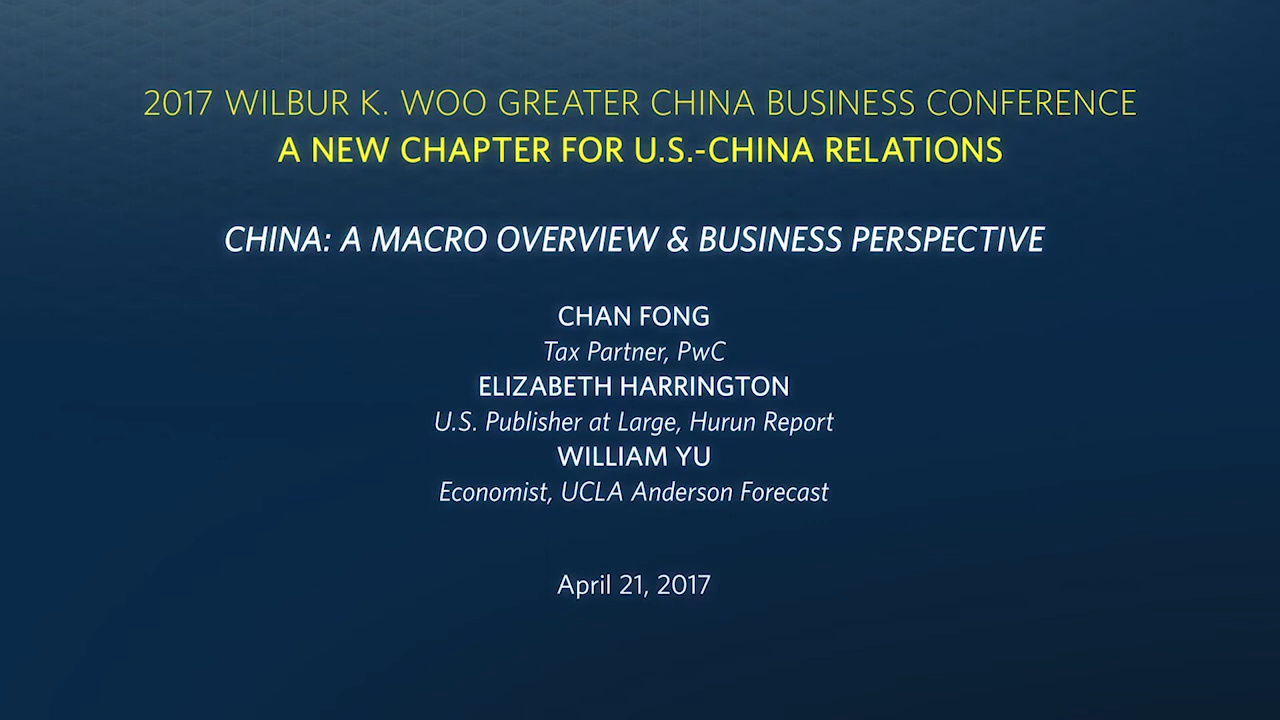 2017 WILBUR K. WOO GREATER CHINA BUSINESS CONFERENCE
A NEW CHAPTER FOR U.S.-CHINA RELATIONS
CHINA: A MACRO OVERVIEW & BUSINESS PERSPECTIVE
CHAN FONG
Tax Partner, PwC
ELIZABETH HARRINGTON
U.S. Publisher at Large, Hurun Report
WILLIAM YU
Economist, UCLA Anderson Forecast
April 21, 2017